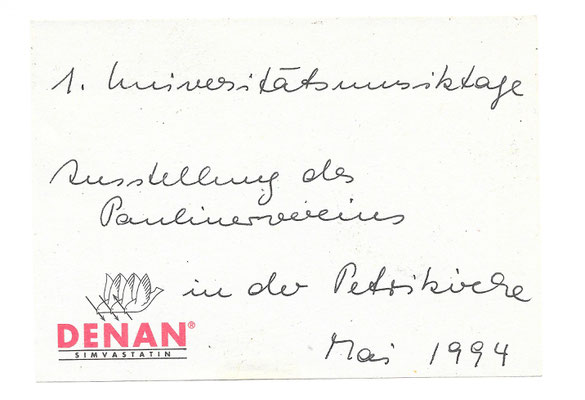 1. Universitätsmusiktage
Ausstellung des
Paulinervereins
in der Petrikirche
DENAN®
SIMVASTATIN
Mai 1994